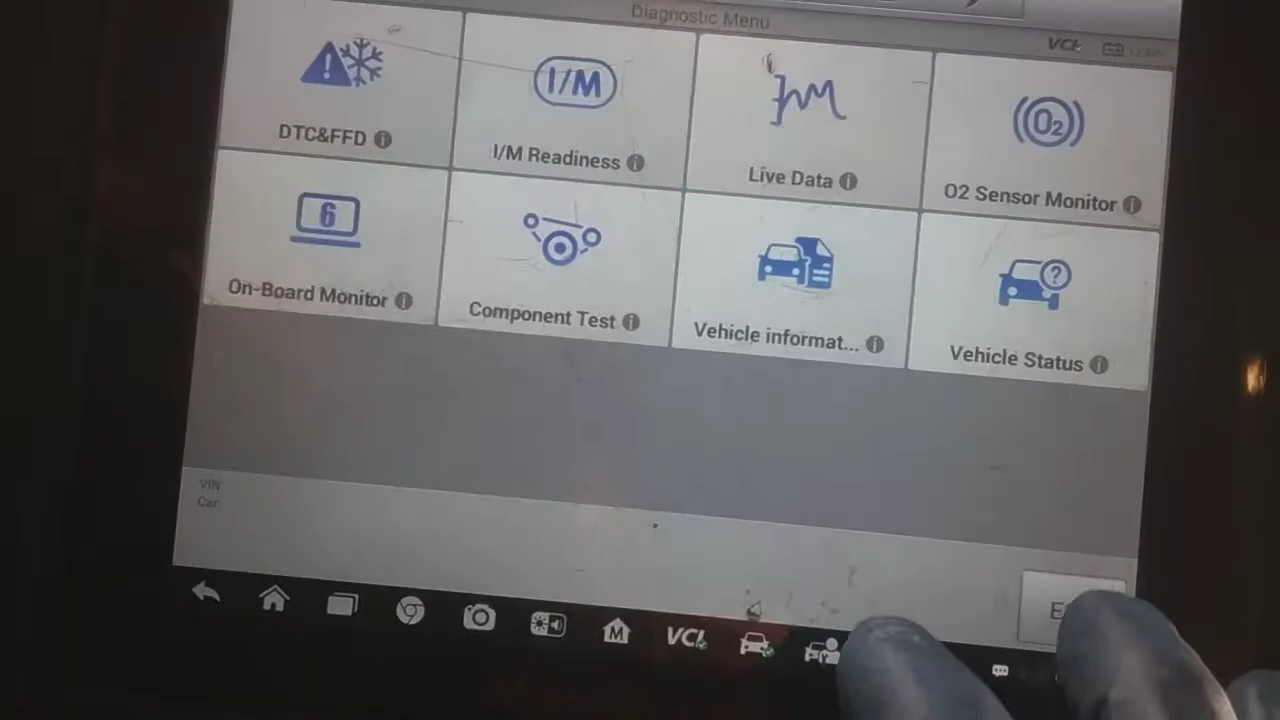 Diagnostic Menu
VCI
DTC&FFD
I/M
I/M Readiness
Live Data
O2
O2 Sensor Monitor
6
On-Board Monitor
Component Test
Vehicle informat...
?
Vehicle Status
VIN
Car
M
VCI